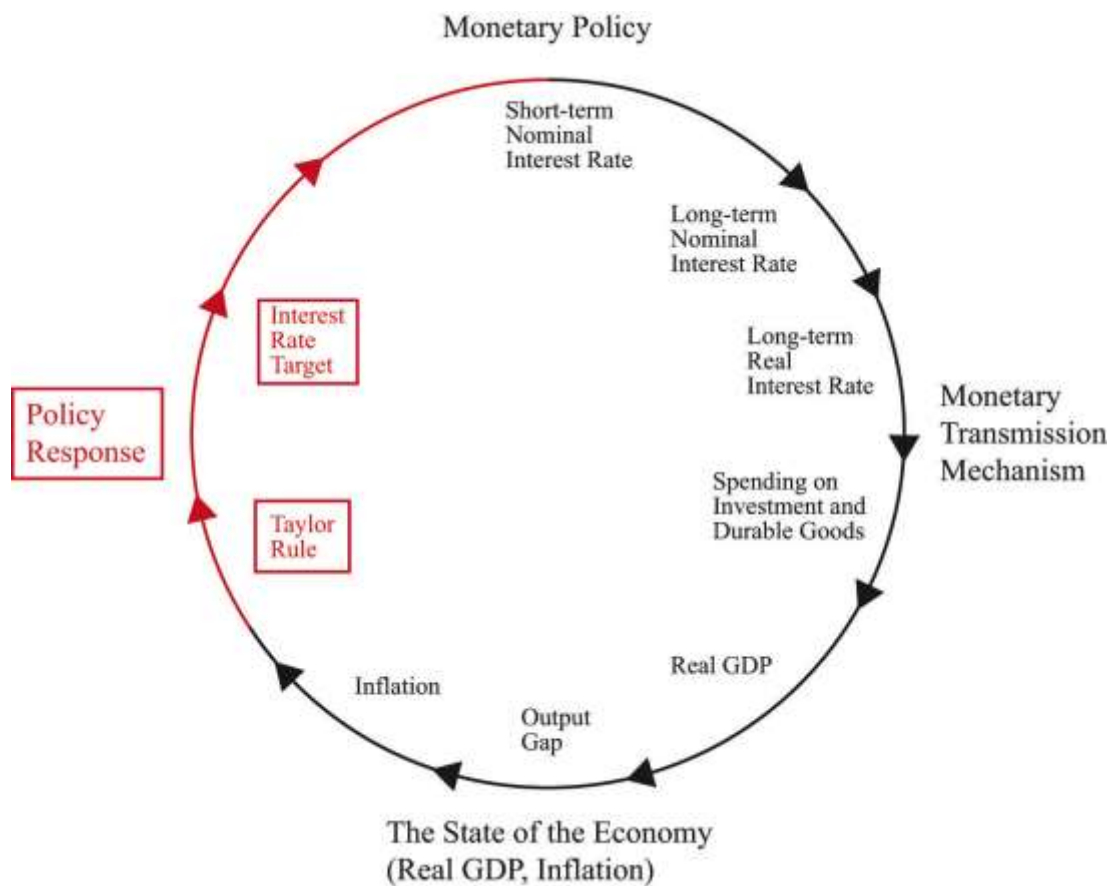 Monetary Policy
Short-term
Nominal
Interest Rate
Long-term
Nominal
Interest Rate
Long-term
Real
Interest Rate
Monetary
Transmission
Mechanism
Spending on
Investment and
Durable Goods
Real GDP
Output
Gap
The State of the Economy
(Real GDP, Inflation)
Inflation
Taylor
Rule
Policy
Response
Interest
Rate
Target